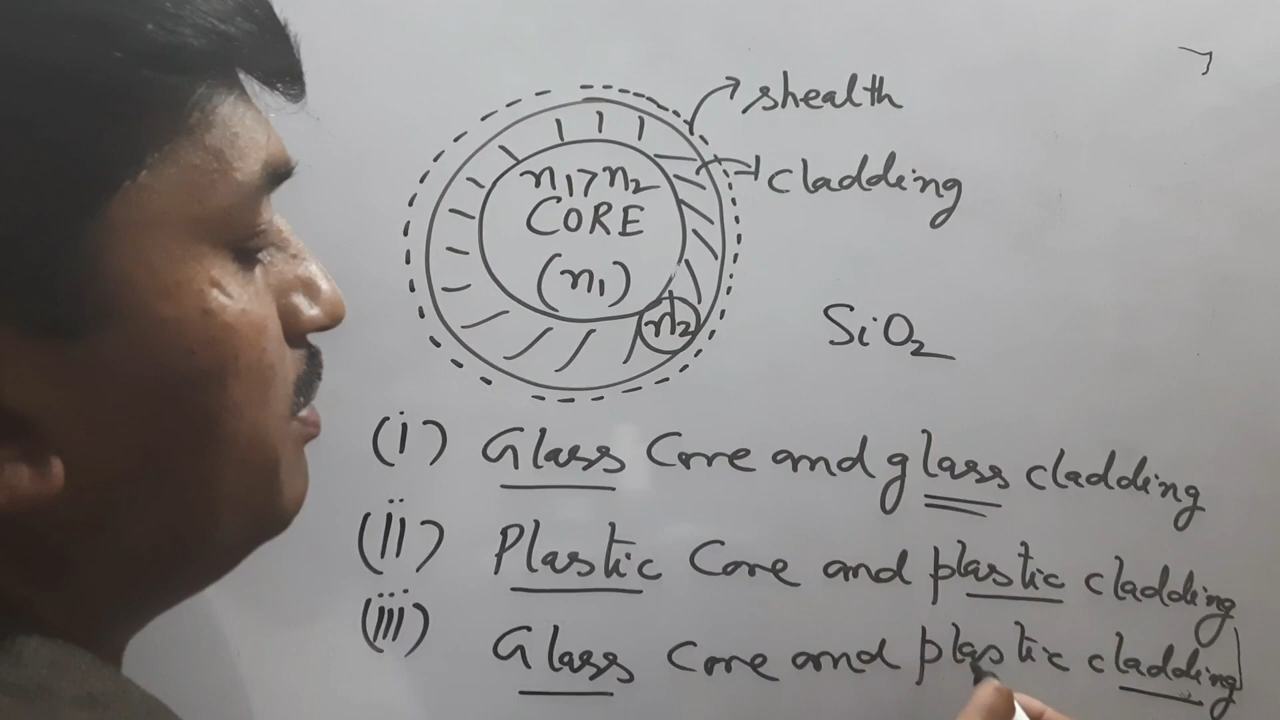 shealth
cladding
n₁>n₂
CORE
(n₁)
n₂
SiO₂
(i) Glass Core and glass cladding
(ii) Plastic Core and plastic cladding
(iii) Glass Core and plastic cladding